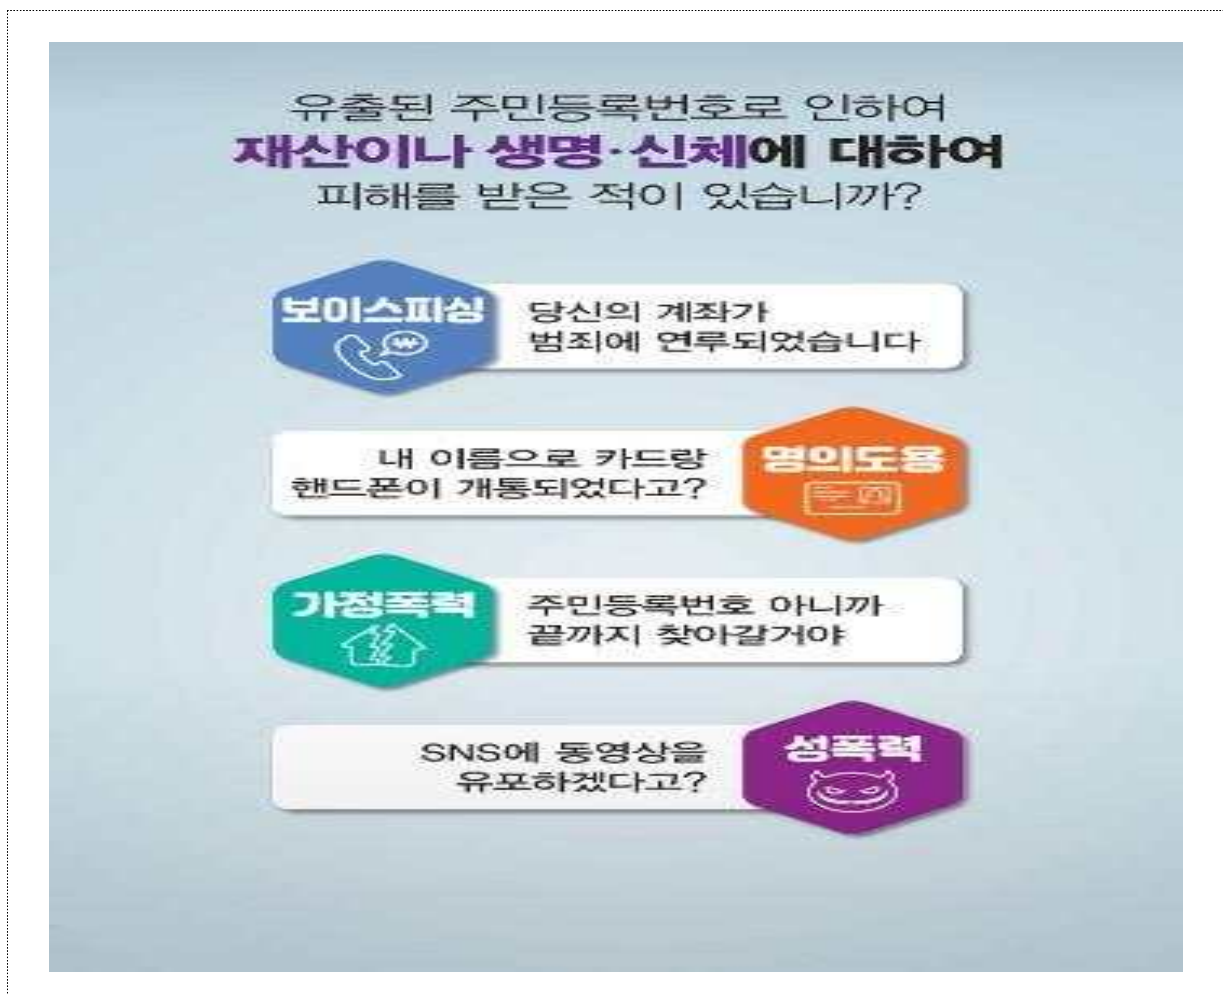 유출된 주민등록번호로 인하여
재산이나 생명·신체에 대하여
피해를 받은 적이 있습니까?
보이스피싱
당신의 계좌가
범죄에 연루되었습니다
내 이름으로 카드랑
핸드폰이 개통되었다고?
명의도용
가정폭력
주민등록번호 아니까
끝까지 찾아갈거야
SNS에 동영상을
유포하겠다고?
성폭력